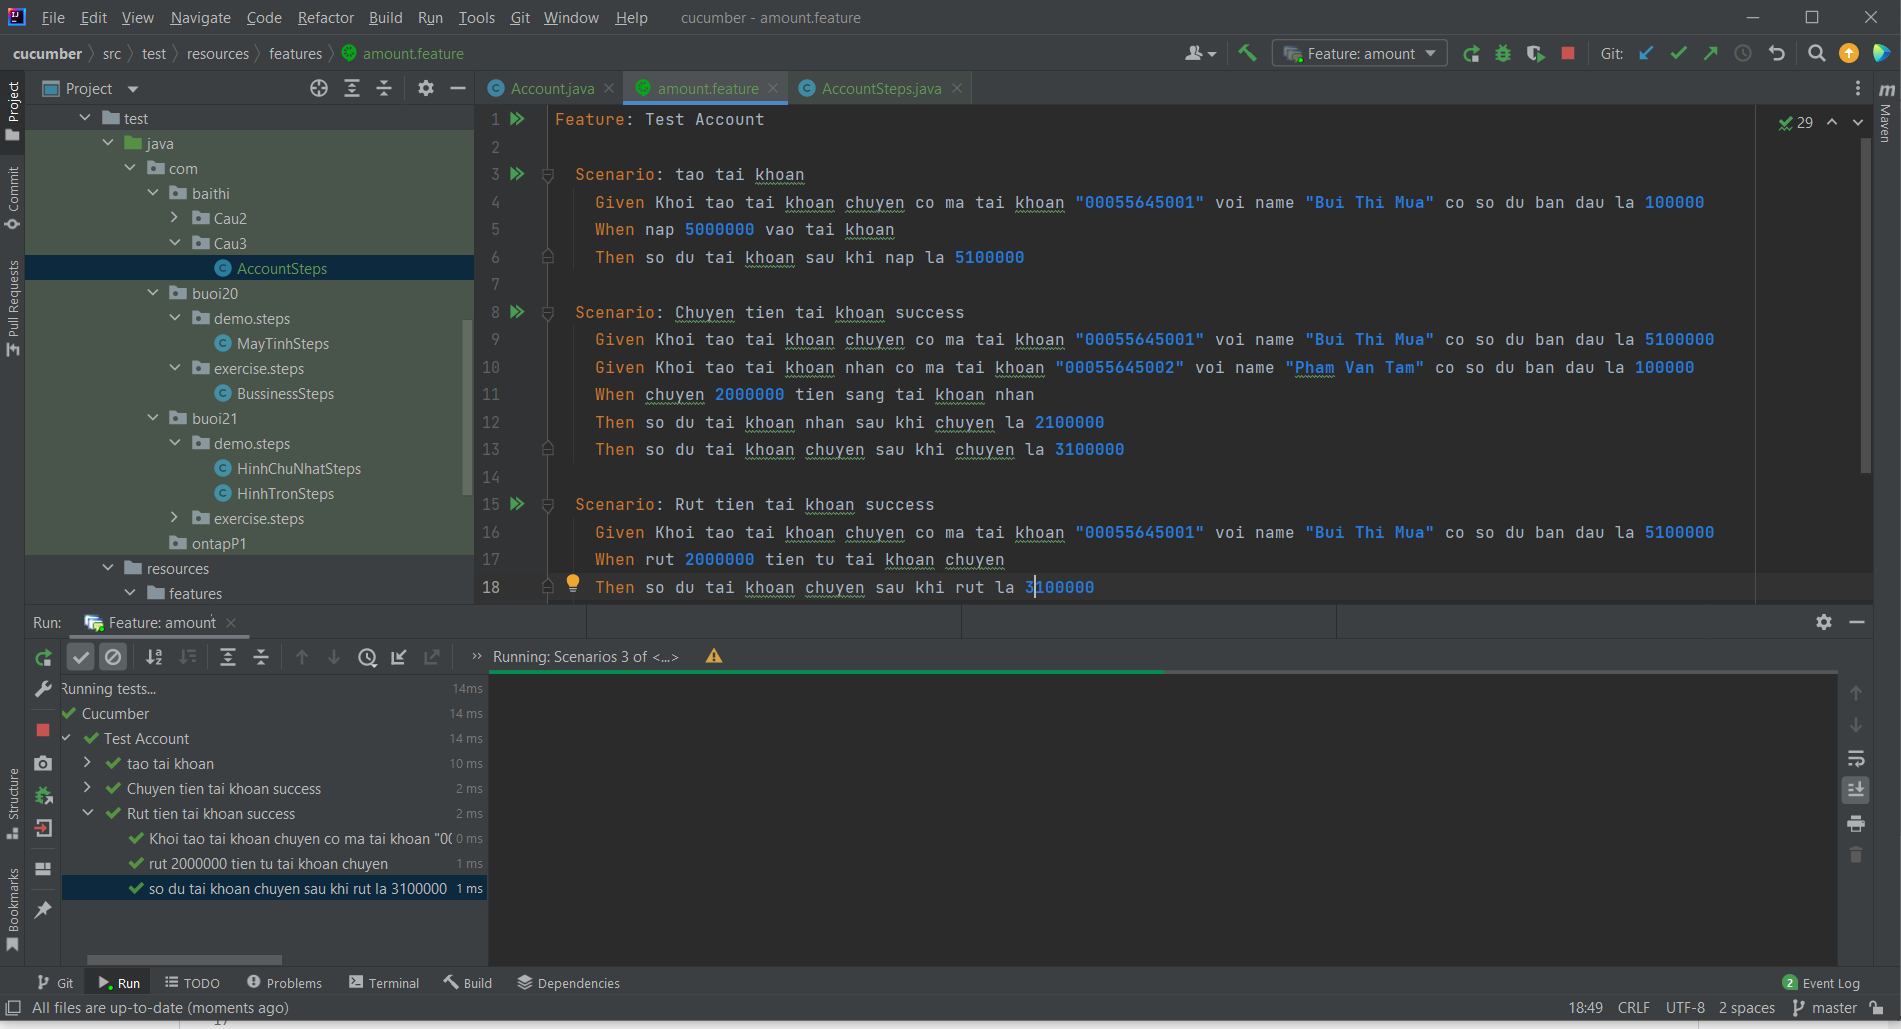 File Edit View Navigate Code Refactor Build Run Tools Git Window Help cucumber - amount.feature
cucumber src test resources features amount.feature Feature: amount Git:
Project Account.java amount.feature AccountSteps.java
Project
Commit
Pull Requests
Structure
Bookmarks
Maven
test
java
com
baithi
Cau2
Cau3
AccountSteps
buoi20
demo.steps
MayTinhSteps
exercise.steps
BussinessSteps
buoi21
demo.steps
HinhChuNhatSteps
HinhTronSteps
exercise.steps
ontapP1
resources
features
29
1 Feature: Test Account
2
3 Scenario: tao tai khoan
4 Given Khoi tao tai khoan chuyen co ma tai khoan "00055645001" voi name "Bui Thi Mua" co so du ban dau la 100000
5 When nap 5000000 vao tai khoan
6 Then so du tai khoan sau khi nap la 5100000
7
8 Scenario: Chuyen tien tai khoan success
9 Given Khoi tao tai khoan chuyen co ma tai khoan "00055645001" voi name "Bui Thi Mua" co so du ban dau la 5100000
10 Given Khoi tao tai khoan nhan co ma tai khoan "00055645002" voi name "Pham Van Tam" co so du ban dau la 100000
11 When chuyen 2000000 tien sang tai khoan nhan
12 Then so du tai khoan nhan sau khi chuyen la 2100000
13 Then so du tai khoan chuyen sau khi chuyen la 3100000
14
15 Scenario: Rut tien tai khoan success
16 Given Khoi tao tai khoan chuyen co ma tai khoan "00055645001" voi name "Bui Thi Mua" co so du ban dau la 5100000
17 When rut 2000000 tien tu tai khoan chuyen
18 Then so du tai khoan chuyen sau khi rut la 3100000
Run: Feature: amount
Running: Scenarios 3 of <...>
Running tests... 14ms
Cucumber 14 ms
Test Account 14 ms
tao tai khoan 10 ms
Chuyen tien tai khoan success 2 ms
Rut tien tai khoan success 2 ms
Khoi tao tai khoan chuyen co ma tai khoan "00 0 ms
rut 2000000 tien tu tai khoan chuyen 1 ms
so du tai khoan chuyen sau khi rut la 3100000 1 ms
Git Run TODO Problems Terminal Build Dependencies 2 Event Log
All files are up-to-date (moments ago) 18:49 CRLF UTF-8 2 spaces master